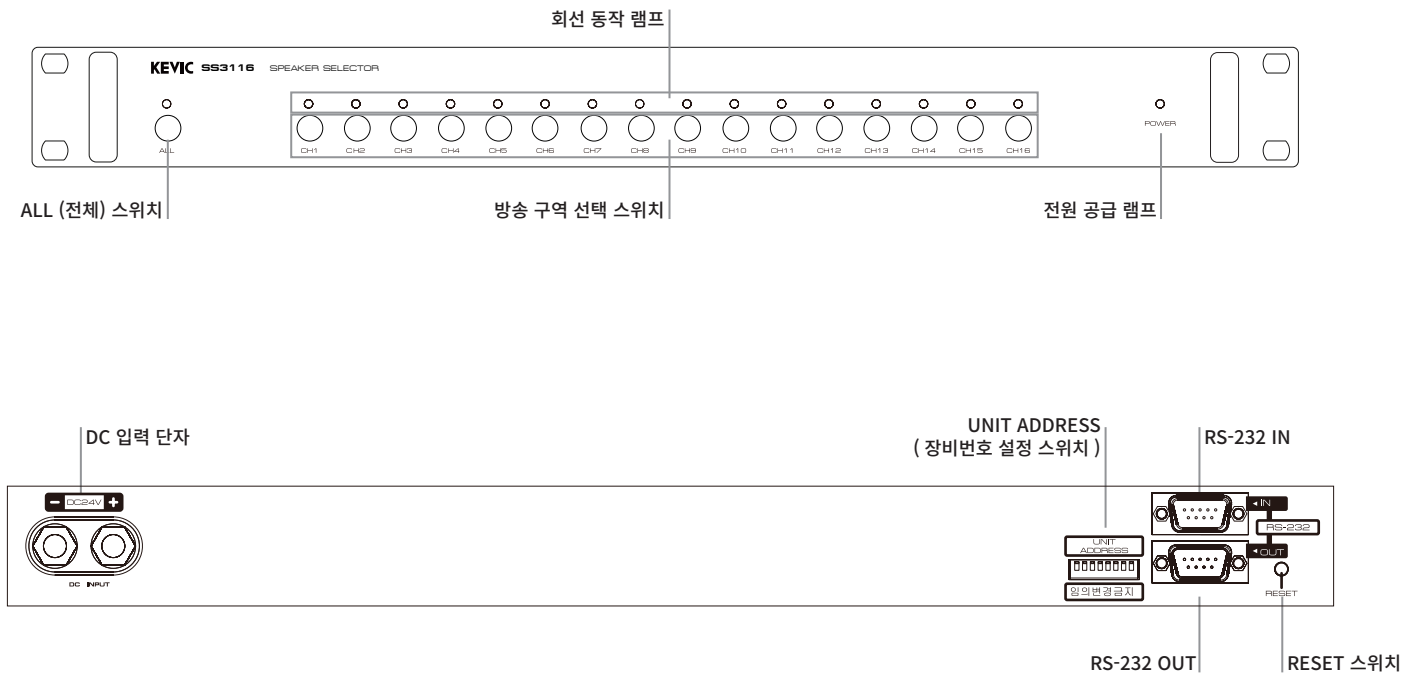 회선 동작 램프
KEVIC SS3116 SPEAKER SELECTOR
POWER
ALL CH1 CH2 CH3 CH4 CH5 CH6 CH7 CH8 CH9 CH10 CH11 CH12 CH13 CH14 CH15 CH16
ALL (전체) 스위치 방송 구역 선택 스위치 전원 공급 램프
UNIT ADDRESS
DC 입력 단자 ( 장비번호 설정 스위치 ) RS-232 IN
- DC24V +
IN
RS-232
UNIT
ADDRESS
OUT
임의변경금지
DC INPUT
RESET
RS-232 OUT RESET 스위치